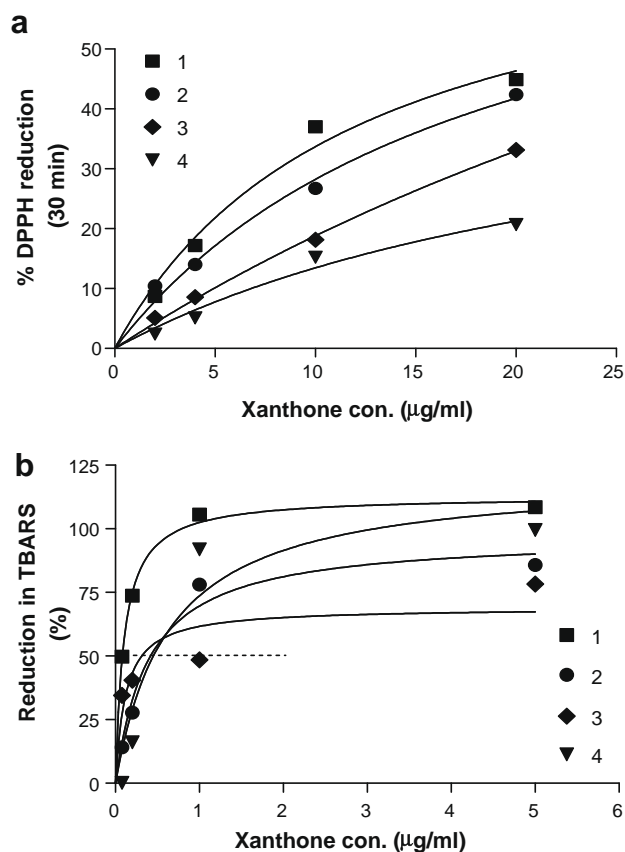 a
1
2
3
4
% DPPH reduction
(30 min)
50
40
30
20
10
0
0 5 10 15 20 25
Xanthone con. (μg/ml)
b
Reduction in TBARS
(%)
125
100
75
50
25
0
1
2
3
4
0 1 2 3 4 5 6
Xanthone con. (μg/ml)